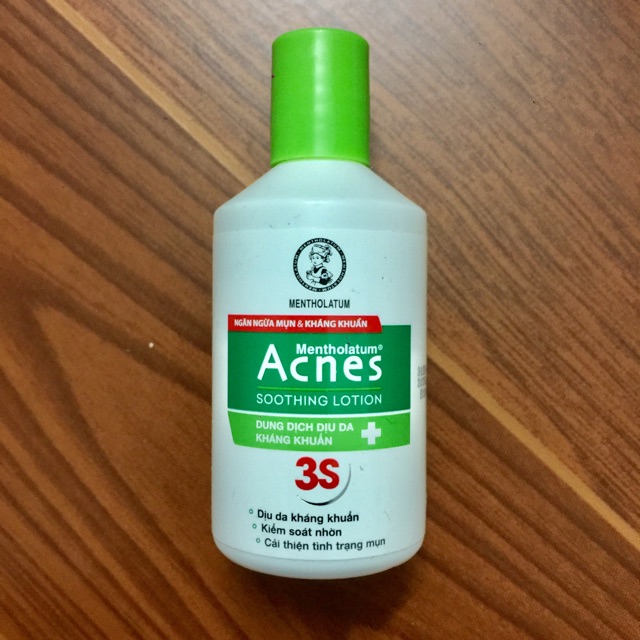 MENTHOLATUM
NGĂN NGỪA MỤN & KHÁNG KHUẨN
Mentholatum®
Acnes
SOOTHING LOTION
DUNG DỊCH DỊU DA
KHÁNG KHUẨN
3S
Dịu da kháng khuẩn
Kiểm soát nhờn
Cải thiện tình trạng mụn